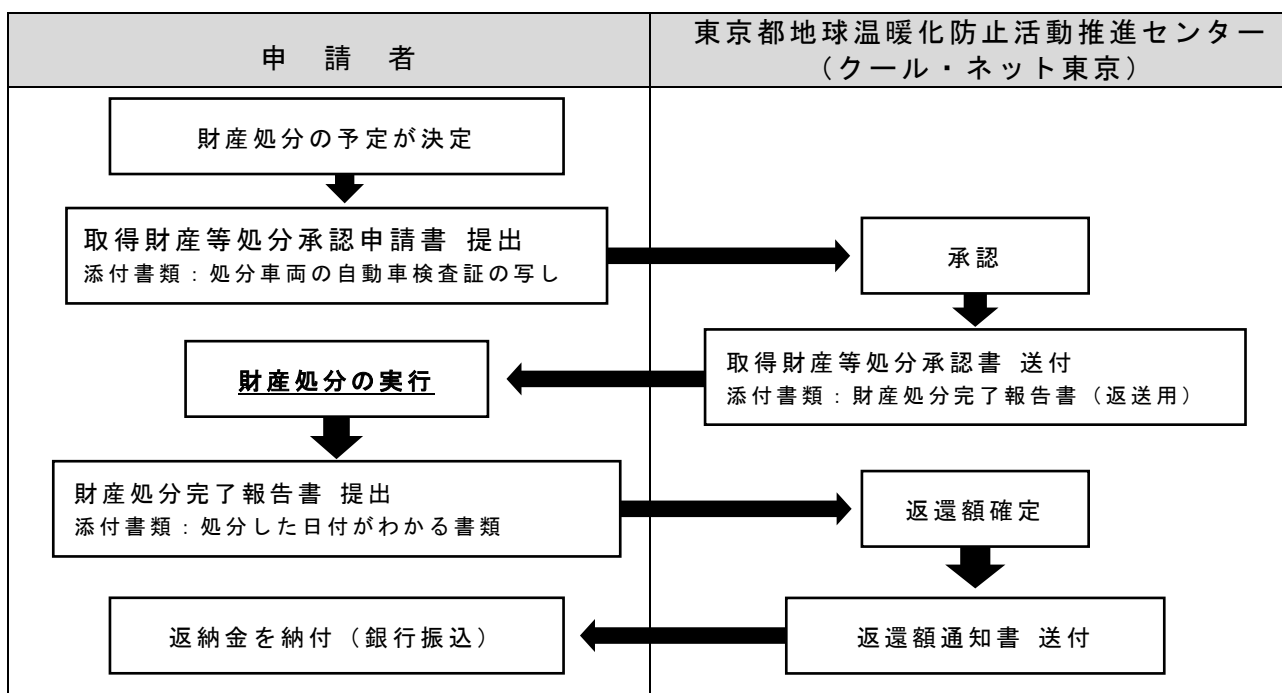 申請者
東京都地球温暖化防止活動推進センター
（クール・ネット東京）
財産処分の予定が決定
取得財産等処分承認申請書 提出
添付書類：処分車両の自動車検査証の写し
承認
取得財産等処分承認書 送付
添付書類：財産処分完了報告書（返送用）
財産処分の実行
財産処分完了報告書 提出
添付書類：処分した日付がわかる書類
返還額確定
返還額通知書 送付
返納金を納付（銀行振込）